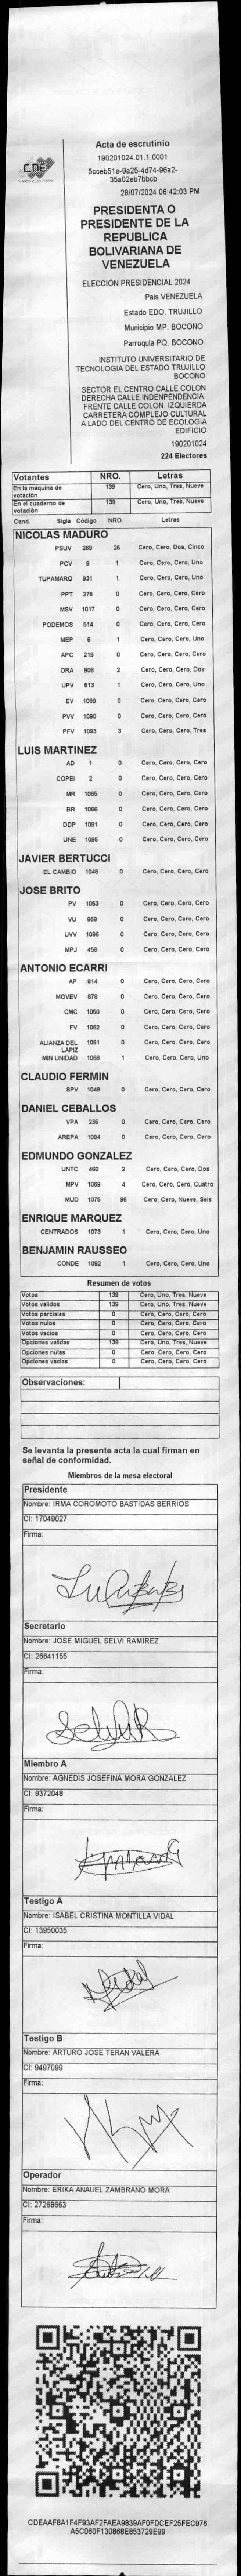 CNE
Acta de escrutinio
190201024.01.1.0001
5cceb51e-9a25-4d74-96a2-
35a02eb7bbcb
28/07/2024 06:42:03 PM
PRESIDENTA O
PRESIDENTE DE LA
REPUBLICA
BOLIVARIANA DE
VENEZUELA
ELECCIÓN PRESIDENCIAL 2024
País VENEZUELA
Estado EDO. TRUJILLO
Municipio MP. BOCONO
Parroquia PQ. BOCONO
INSTITUTO UNIVERSITARIO DE
TECNOLOGIA DEL ESTADO TRUJILLO
BOCONO
SECTOR EL CENTRO CALLE COLON
DERECHA CALLE INDENPENDENCIA.
FRENTE CALLE COLON. IZQUIERDA
CARRETERA COMPLEJO CULTURAL
A LADO DEL CENTRO DE ECOLOGIA
EDIFICIO
190201024
224 Electores
Votantes NRO. Letras
En la máquina de votación 139 Cero, Uno, Tres, Nueve
En el cuaderno de votación 139 Cero, Uno, Tres, Nueve
Cand. Sigla Código NRO. Letras
NICOLAS MADURO
PSUV 269 25 Cero, Cero, Dos, Cinco
PCV 9 1 Cero, Cero, Cero, Uno
TUPAMARO 931 1 Cero, Cero, Cero, Uno
PPT 276 0 Cero, Cero, Cero, Cero
MSV 1017 0 Cero, Cero, Cero, Cero
PODEMOS 514 0 Cero, Cero, Cero, Cero
MEP 6 1 Cero, Cero, Cero, Uno
APC 219 0 Cero, Cero, Cero, Cero
ORA 906 2 Cero, Cero, Cero, Dos
UPV 613 1 Cero, Cero, Cero, Uno
EV 1089 0 Cero, Cero, Cero, Cero
PVV 1090 0 Cero, Cero, Cero, Cero
PFV 1093 3 Cero, Cero, Cero, Tres
LUIS MARTINEZ
AD 1 0 Cero, Cero, Cero, Cero
COPEI 2 0 Cero, Cero, Cero, Cero
MR 1065 0 Cero, Cero, Cero, Cero
BR 1066 0 Cero, Cero, Cero, Cero
DDP 1091 0 Cero, Cero, Cero, Cero
UNE 1095 0 Cero, Cero, Cero, Cero
JAVIER BERTUCCI
EL CAMBIO 1048 0 Cero, Cero, Cero, Cero
JOSE BRITO
PV 1053 0 Cero, Cero, Cero, Cero
VU 989 0 Cero, Cero, Cero, Cero
UVV 1096 0 Cero, Cero, Cero, Cero
MPJ 456 0 Cero, Cero, Cero, Cero
ANTONIO ECARRI
AP 914 0 Cero, Cero, Cero, Cero
MOVEV 878 0 Cero, Cero, Cero, Cero
CMC 1050 0 Cero, Cero, Cero, Cero
FV 1062 0 Cero, Cero, Cero, Cero
ALIANZA DEL LAPIZ 1051 0 Cero, Cero, Cero, Cero
MIN UNIDAD 1058 1 Cero, Cero, Cero, Uno
CLAUDIO FERMIN
SPV 1049 0 Cero, Cero, Cero, Cero
DANIEL CEBALLOS
VPA 236 0 Cero, Cero, Cero, Cero
AREPA 1094 0 Cero, Cero, Cero, Cero
EDMUNDO GONZALEZ
UNTC 460 2 Cero, Cero, Cero, Dos
MPV 1069 4 Cero, Cero, Cero, Cuatro
MUD 1075 96 Cero, Cero, Nueve, Seis
ENRIQUE MARQUEZ
CENTRADOS 1073 1 Cero, Cero, Cero, Uno
BENJAMIN RAUSSEO
CONDE 1092 1 Cero, Cero, Cero, Uno
Resumen de votos
Votos 139 Cero, Uno, Tres, Nueve
Votos validos 139 Cero, Uno, Tres, Nueve
Votos parciales 0 Cero, Cero, Cero, Cero
Votos nulos 0 Cero, Cero, Cero, Cero
Votos vacios 0 Cero, Cero, Cero, Cero
Opciones validas 139 Cero, Uno, Tres, Nueve
Opciones nulas 0 Cero, Cero, Cero, Cero
Opciones vacias 0 Cero, Cero, Cero, Cero
Observaciones:
Se levanta la presente acta la cual firman en
señal de conformidad.
Miembros de la mesa electoral
Presidente
Nombre: IRMA COROMOTO BASTIDAS BERRIOS
CI: 17049027
Firma:
Secretario
Nombre: JOSE MIGUEL SELVI RAMIREZ
CI: 26641155
Firma:
Miembro A
Nombre: AGNEDIS JOSEFINA MORA GONZALEZ
CI: 9372048
Firma:
Testigo A
Nombre: ISABEL CRISTINA MONTILLA VIDAL
CI: 13950035
Firma:
Testigo B
Nombre: ARTURO JOSE TERAN VALERA
CI: 9497099
Firma:
Operador
Nombre: ERIKA ANAUEL ZAMBRANO MORA
CI: 27268663
Firma:
CDEAAF8A1F4F93AF2FAEA9839AF0FDCEF25FEC976
A5C060F130868E853729E99